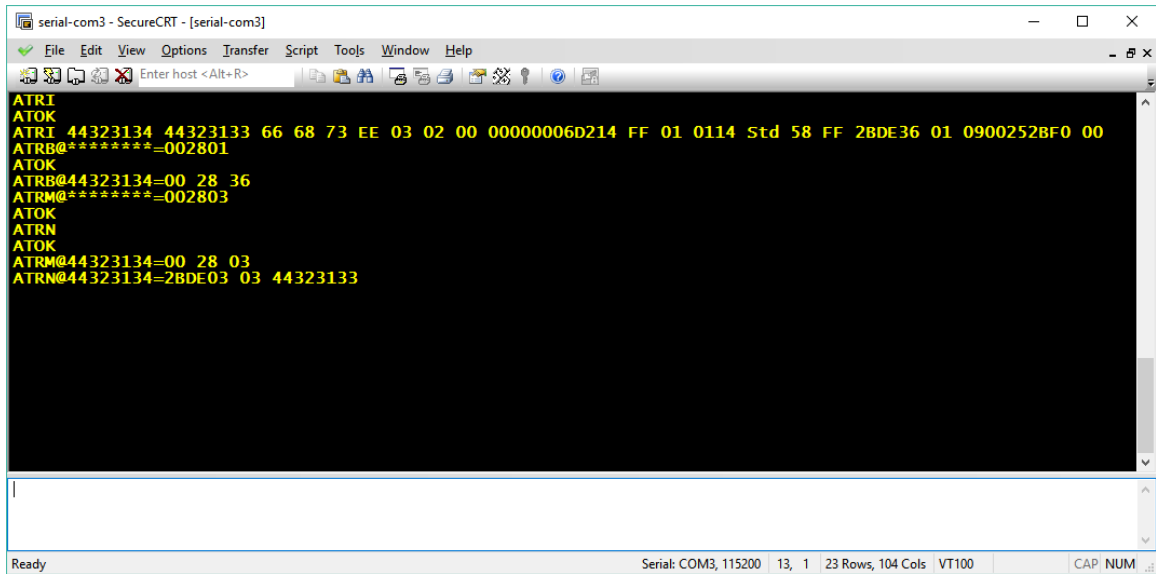 serial-com3 - SecureCRT - [serial-com3]
File Edit View Options Transfer Script Tools Window Help
Enter host <Alt+R>
ATRI
ATOK
ATRI 44323134 44323133 66 68 73 EE 03 02 00 00000006D214 FF 01 0114 Std 58 FF 2BDE36 01 0900252BF0 00
ATRB@********=002801
ATOK
ATRB@44323134=00 28 36
ATRM@********=002803
ATOK
ATRN
ATOK
ATRM@44323134=00 28 03
ATRN@44323134=2BDE03 03 44323133
Ready Serial: COM3, 115200 13, 1 23 Rows, 104 Cols VT100 CAP NUM